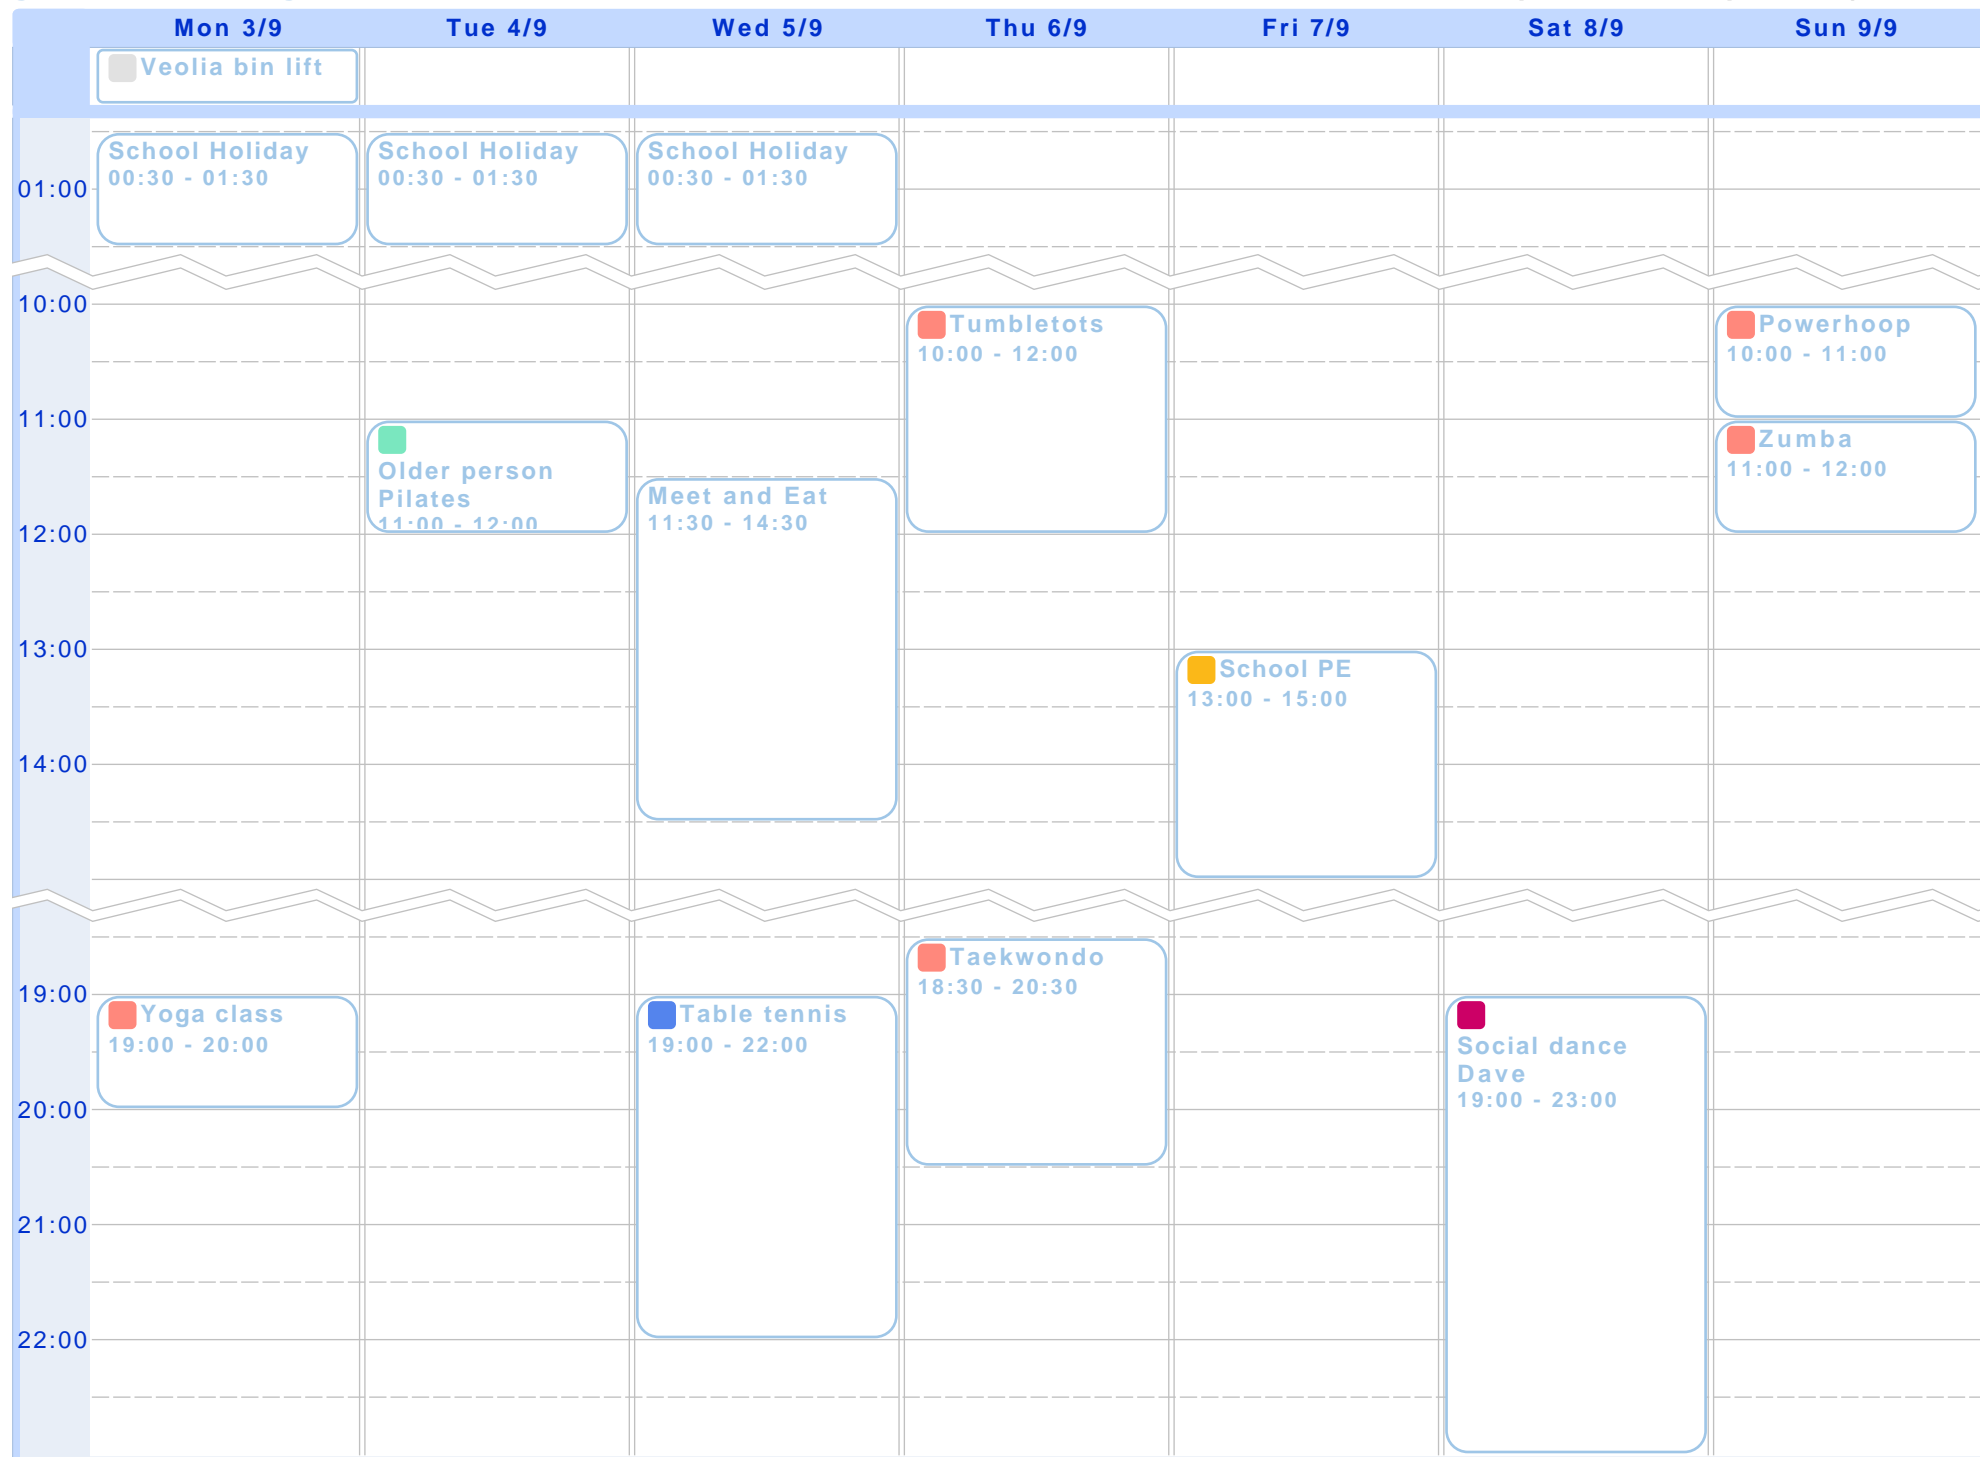 Mon 3/9
Tue 4/9
Wed 5/9
Thu 6/9
Fri 7/9
Sat 8/9
Sun 9/9
Veolia bin lift
School Holiday
00:30 - 01:30
School Holiday
00:30 - 01:30
School Holiday
00:30 - 01:30
01:00
10:00
Tumbletots
10:00 - 12:00
Powerhoop
10:00 - 11:00
11:00
Older person
Pilates
11:00 - 12:00
Meet and Eat
11:30 - 14:30
Zumba
11:00 - 12:00
12:00
13:00
School PE
13:00 - 15:00
14:00
Taekwondo
18:30 - 20:30
19:00
Yoga class
19:00 - 20:00
Table tennis
19:00 - 22:00
Social dance
Dave
19:00 - 23:00
20:00
21:00
22:00